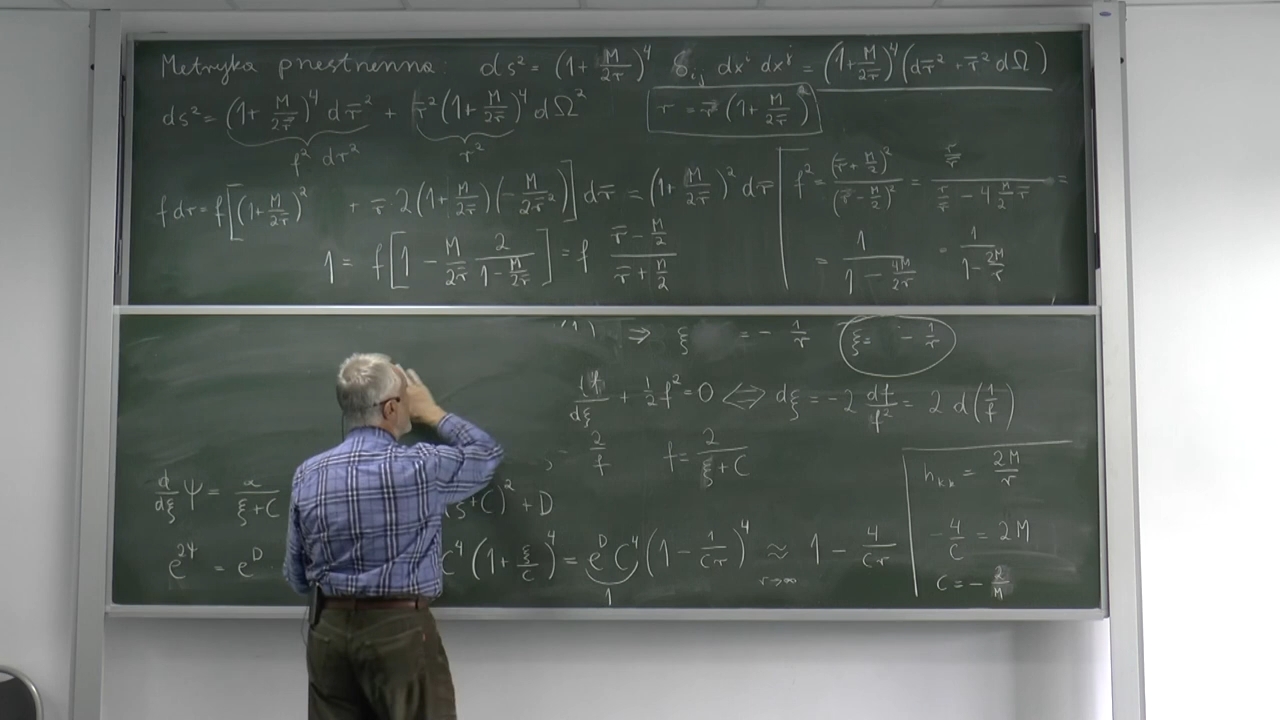 Metryka przestrzenna: ds² = (1 + M/2r̄)⁴ δᵢⱼ dxⁱ dxʲ = (1 + M/2r̄)⁴ (dr̄² + r̄² dΩ)
ds² = (1 + M/2r̄)⁴ dr̄² + r̄² (1 + M/2r̄)⁴ dΩ²
r = r̄ (1 + M/2r̄)²
f² dr² r²
f dr = f[(1 + M/2r̄)² + r̄ 2(1 + M/2r̄)(-M/2r̄²)] dr̄ = (1 + M/2r̄)² dr̄
1 = f[1 - M/2r̄ 2/(1 - M/2r̄)] = f (r̄ - M/2)/(r̄ + M/2)
f² = (r̄ + M/2)²/(r̄ - M/2)² = (r/r̄)/(r/r̄ - 4 M/2 r̄) =
= 1/(1 - 4M/2r) = 1/(1 - 2M/r)
⇒ ξ = - 1/r ξ = - 1/r
df/dξ + 1/2 f² = 0 ⇔ dξ = -2 df/f² = 2 d(1/f)
2/f f = 2/(ξ + C)
d/dξ ψ = α/(ξ + C) (ξ + C)² + D
e^2ψ = e^D C⁴ (1 + ξ/C)⁴ = e^D C⁴ (1 - 1/Cr)⁴ ≈ 1 - 4/Cr
1 r→∞
hₖₖ = 2M/r
-4/C = 2M
C = - 2/M